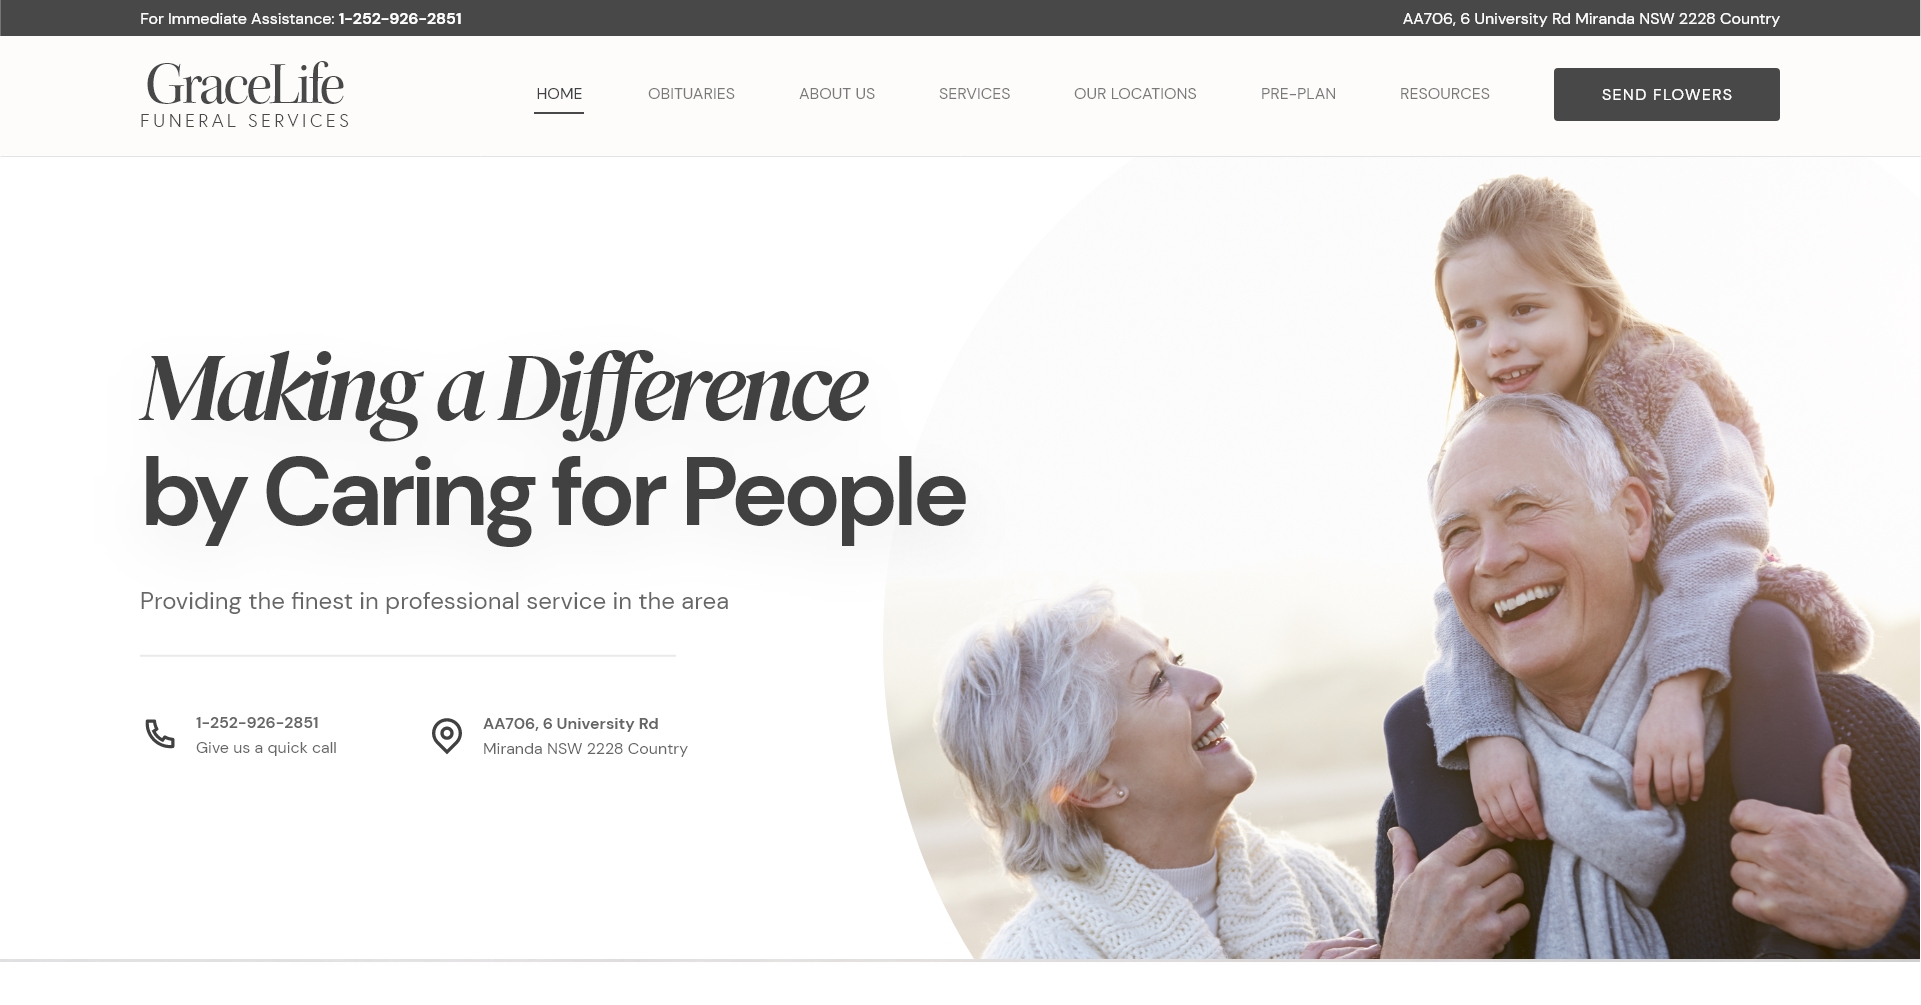 For Immediate Assistance: 1-252-926-2851
AA706, 6 University Rd Miranda NSW 2228 Country
GraceLife
FUNERAL SERVICES
HOME
OBITUARIES
ABOUT US
SERVICES
OUR LOCATIONS
PRE-PLAN
RESOURCES
SEND FLOWERS
Making a Difference
by Caring for People
Providing the finest in professional service in the area
1-252-926-2851
Give us a quick call
AA706, 6 University Rd
Miranda NSW 2228 Country